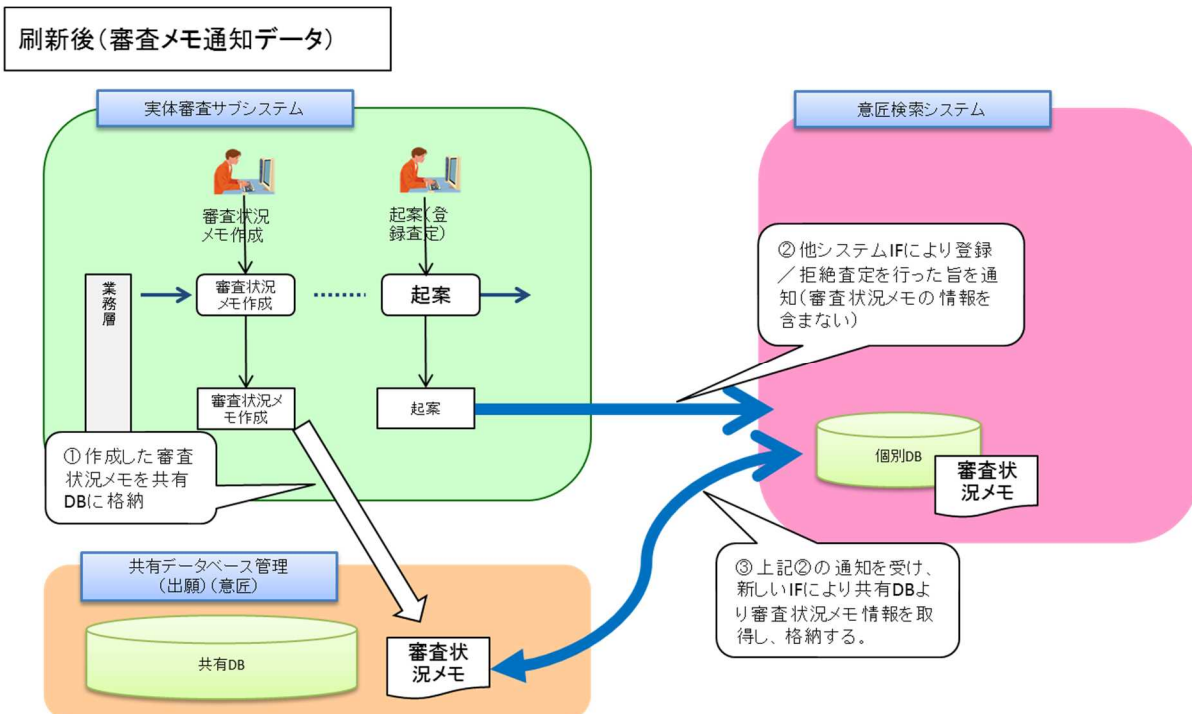 刷新後(審査メモ通知データ)
実体審査サブシステム
意匠検索システム
審査状況
メモ作成
起案(登
録査定)
業務層
審査状況
メモ作成
起案
審査状況メ
モ作成
起案
①作成した審査
状況メモを共有
DBに格納
②他システムIFにより登録
/拒絶査定を行った旨を通
知(審査状況メモの情報を
含まない)
個別DB
審査状
況メモ
③上記②の通知を受け、
新しいIFにより共有DBよ
り審査状況メモ情報を取
得し、格納する。
共有データベース管理
(出願)(意匠)
共有DB
審査状
況メモ